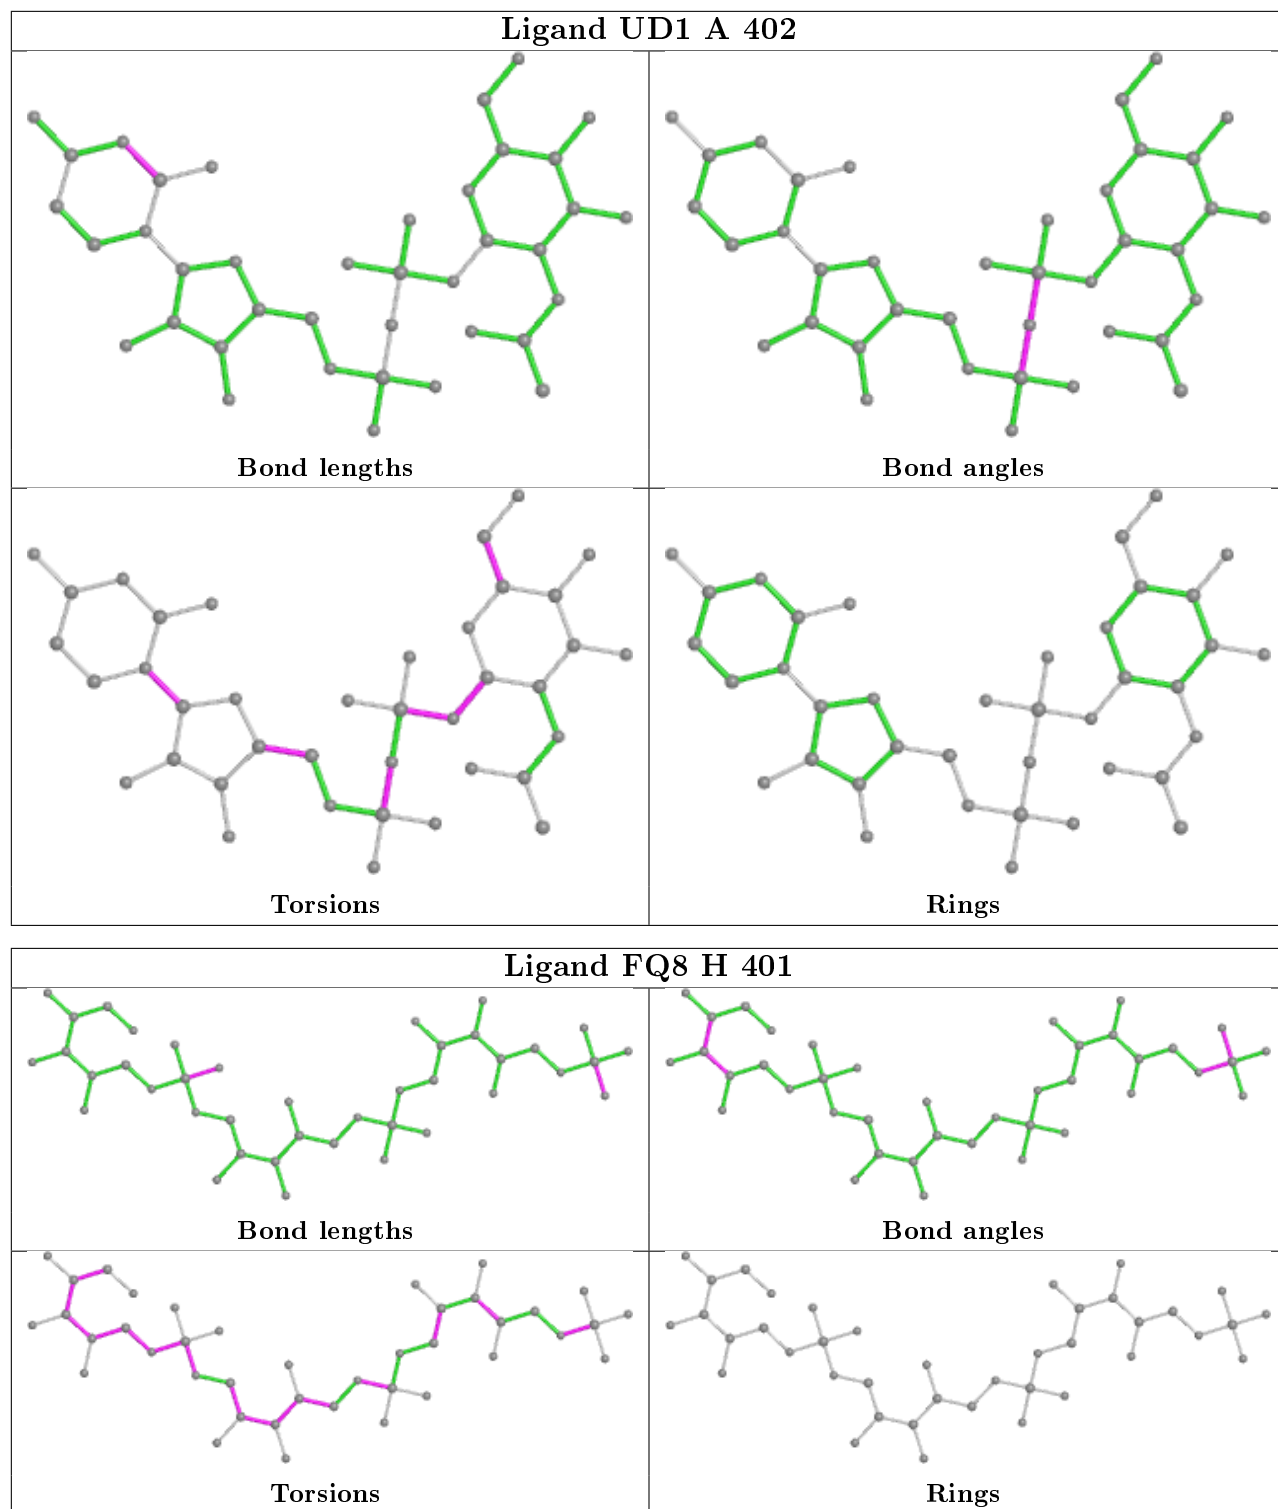 Ligand UD1 A 402
Bond lengths
Bond angles
Torsions
Rings
Ligand FQ8 H 401
Bond lengths
Bond angles
Torsions
Rings